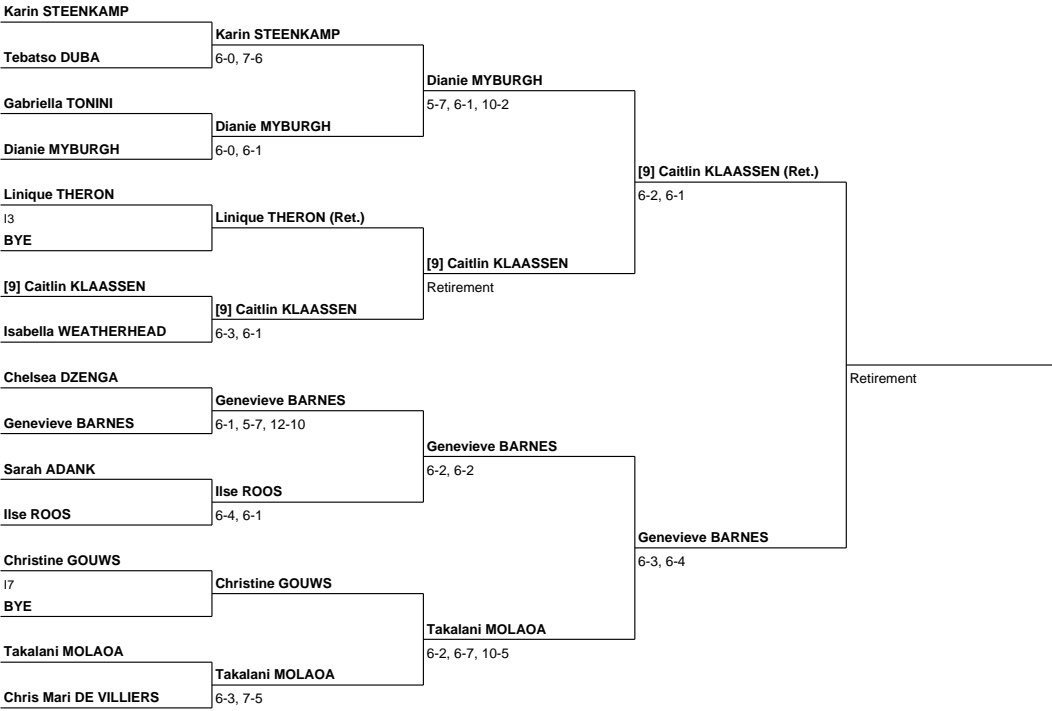 Karin STEENKAMP
Karin STEENKAMP
Tebatso DUBA
6-0, 7-6
Dianie MYBURGH
Gabriella TONINI
5-7, 6-1, 10-2
Dianie MYBURGH
Dianie MYBURGH
6-0, 6-1
[9] Caitlin KLAASSEN (Ret.)
Linique THERON
6-2, 6-1
I3
Linique THERON (Ret.)
BYE
[9] Caitlin KLAASSEN
[9] Caitlin KLAASSEN
Retirement
[9] Caitlin KLAASSEN
Isabella WEATHERHEAD
6-3, 6-1
Chelsea DZENGA
Retirement
Genevieve BARNES
Genevieve BARNES
6-1, 5-7, 12-10
Genevieve BARNES
Sarah ADANK
6-2, 6-2
Ilse ROOS
Ilse ROOS
6-4, 6-1
Genevieve BARNES
Christine GOUWS
6-3, 6-4
I7
Christine GOUWS
BYE
Takalani MOLAOA
Takalani MOLAOA
6-2, 6-7, 10-5
Takalani MOLAOA
Chris Mari DE VILLIERS
6-3, 7-5